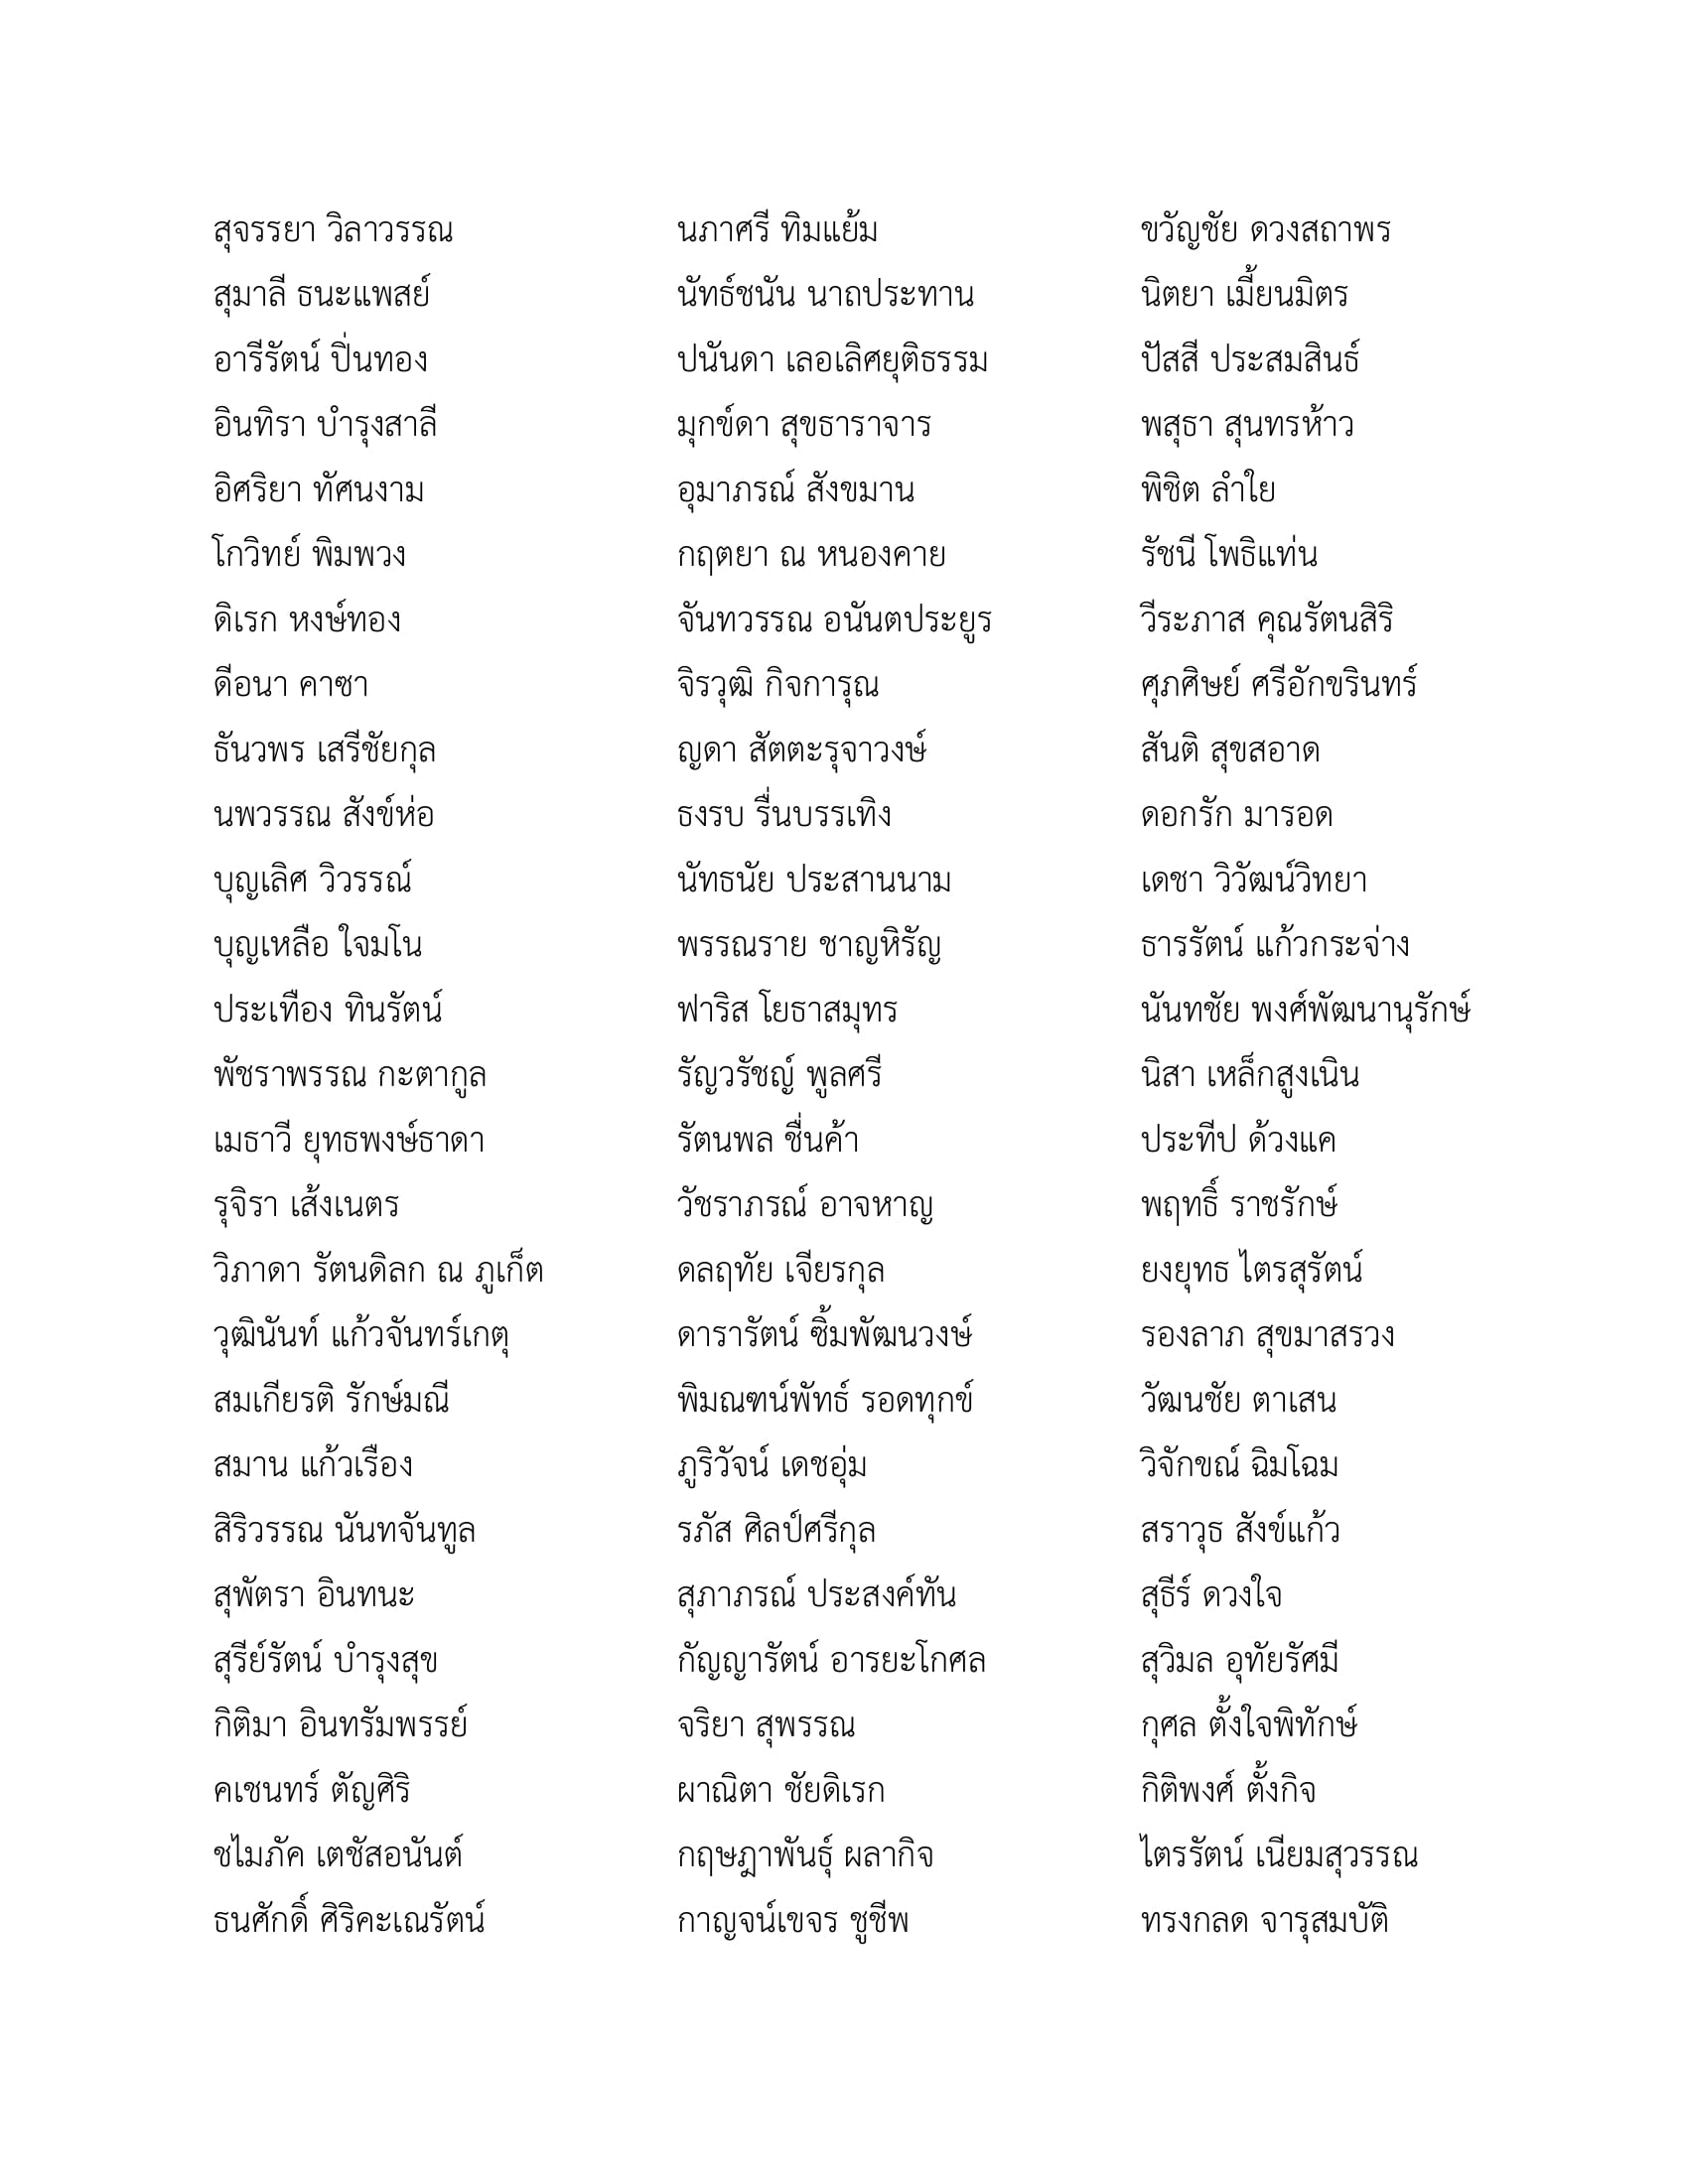 สุจรรยา วิลาวรรณ
สุมาลี ธนะแพสย์
อารีรัตน์ ปิ่นทอง
อินทิรา บำรุงสาลี
อิศริยา ทัศนงาม
โกวิทย์ พิมพวง
ดิเรก หงษ์ทอง
ดีอนา คาซา
ธันวพร เสรีชัยกุล
นพวรรณ สังข์ห่อ
บุญเลิศ วิวรรณ์
บุญเหลือ ใจมโน
ประเทือง ทินรัตน์
พัชราพรรณ กะตากูล
เมธาวี ยุทธพงษ์ธาดา
รุจิรา เส้งเนตร
วิภาดา รัตนดิลก ณ ภูเก็ต
วุฒินันท์ แก้วจันทร์เกตุ
สมเกียรติ รักษ์มณี
สมาน แก้วเรือง
สิริวรรณ นันทจันทูล
สุพัตรา อินทนะ
สุรีย์รัตน์ บำรุงสุข
กิติมา อินทรัมพรรย์
คเชนทร์ ตัญศิริ
ชไมภัค เตชัสอนันต์
ธนศักดิ์ ศิริคะเณรัตน์
นภาศรี ทิมแย้ม
นัทธ์ชนัน นาถประทาน
ปนันดา เลอเลิศยุติธรรม
มุกข์ดา สุขธาราจาร
อุมาภรณ์ สังขมาน
กฤตยา ณ หนองคาย
จันทวรรณ อนันตประยูร
จิรวุฒิ กิจการุณ
ญดา สัตตะรุจาวงษ์
ธงรบ รื่นบรรเทิง
นัทธนัย ประสานนาม
พรรณราย ชาญหิรัญ
ฟาริส โยธาสมุทร
รัญวรัชญ์ พูลศรี
รัตนพล ชื่นค้า
วัชราภรณ์ อาจหาญ
ดลฤทัย เจียรกุล
ดารารัตน์ ซิ้มพัฒนวงษ์
พิมณฑน์พัทธ์ รอดทุกข์
ภูริวัจน์ เดชอุ่ม
รภัส ศิลป์ศรีกุล
สุภาภรณ์ ประสงค์ทัน
กัญญารัตน์ อารยะโกศล
จริยา สุพรรณ
ผาณิตา ชัยดิเรก
กฤษฎาพันธุ์ ผลากิจ
กาญจน์เขจร ชูชีพ
ขวัญชัย ดวงสถาพร
นิตยา เมี้ยนมิตร
ปัสสี ประสมสินธ์
พสุธา สุนทรห้าว
พิชิต ลำใย
รัชนี โพธิแท่น
วีระภาส คุณรัตนสิริ
ศุภศิษย์ ศรีอักขรินทร์
สันติ สุขสอาด
ดอกรัก มารอด
เดชา วิวัฒน์วิทยา
ธารรัตน์ แก้วกระจ่าง
นันทชัย พงศ์พัฒนานุรักษ์
นิสา เหล็กสูงเนิน
ประทีป ด้วงแค
พฤทธิ์ ราชรักษ์
ยงยุทธ ไตรสุรัตน์
รองลาภ สุขมาสรวง
วัฒนชัย ตาเสน
วิจักขณ์ ฉิมโฉม
สราวุธ สังข์แก้ว
สุธีร์ ดวงใจ
สุวิมล อุทัยรัศมี
กุศล ตั้งใจพิทักษ์
กิติพงศ์ ตั้งกิจ
ไตรรัตน์ เนียมสุวรรณ
ทรงกลด จารุสมบัติ